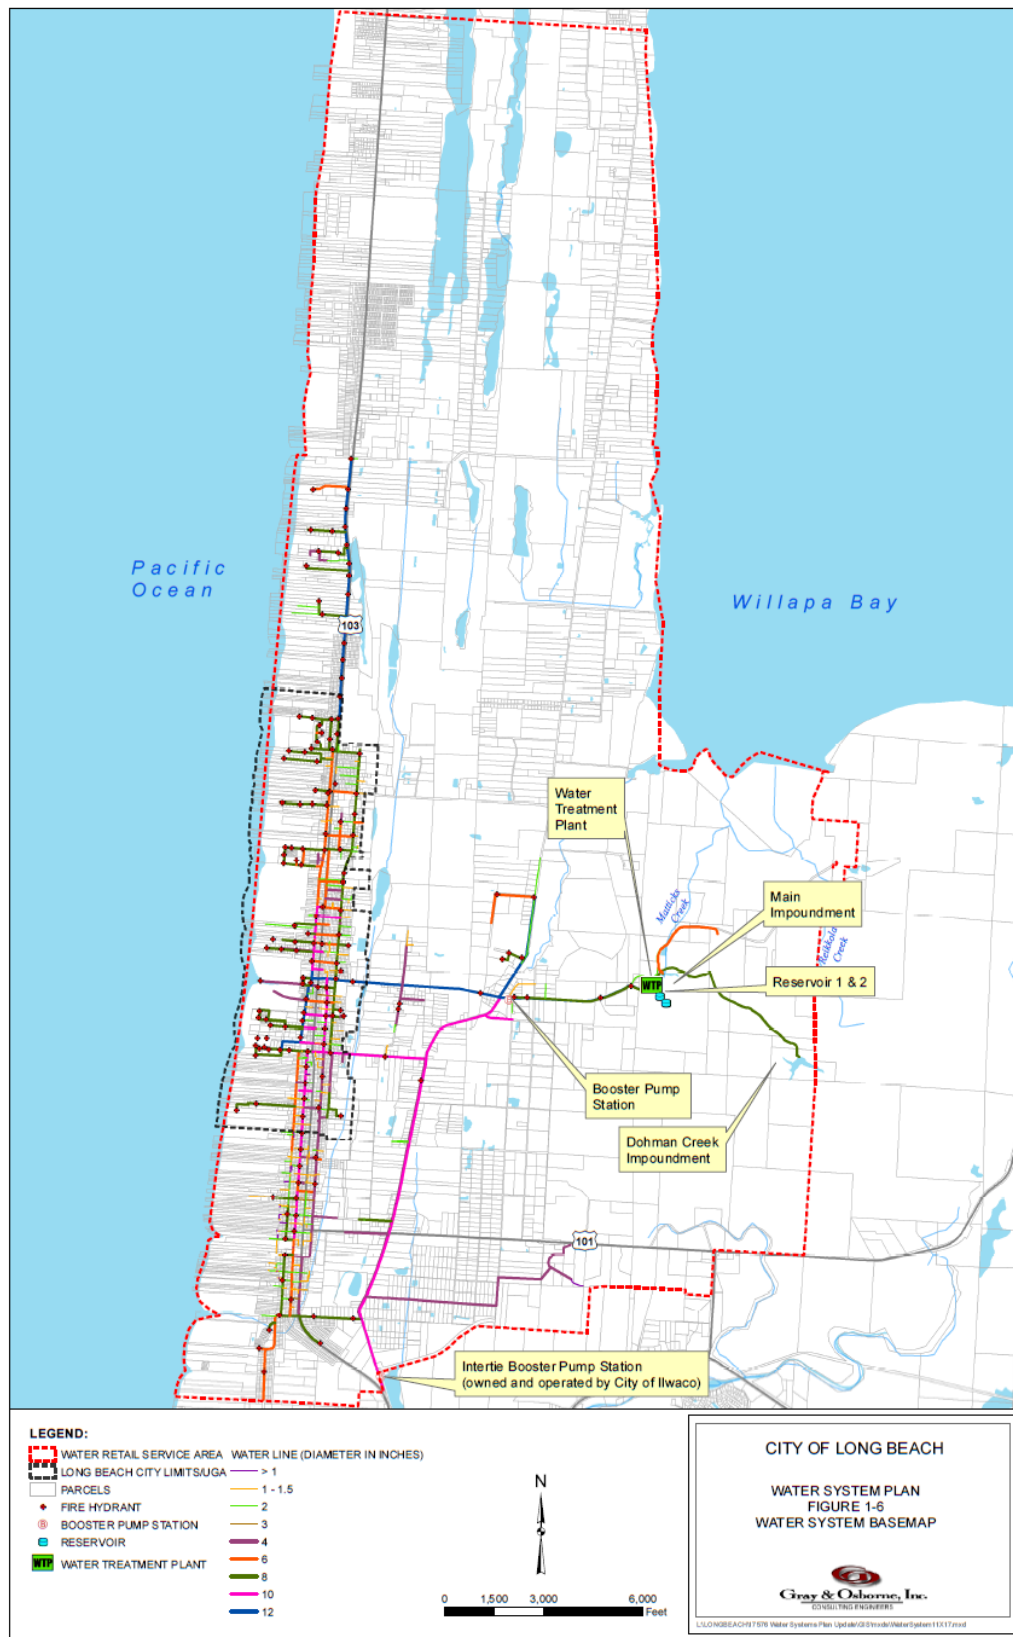 Pacific
Ocean
Willapa Bay
103
Water
Treatment
Plant
Matticks
Creek
Main
Impoundment
Reikkola
Creek
Reservoir 1 & 2
WTP
Booster Pump
Station
Dohman Creek
Impoundment
101
Intertie Booster Pump Station
(owned and operated by City of Ilwaco)
LEGEND:
WATER RETAIL SERVICE AREA
LONG BEACH CITY LIMITS/UGA
PARCELS
FIRE HYDRANT
BOOSTER PUMP STATION
RESERVOIR
WTP WATER TREATMENT PLANT
WATER LINE (DIAMETER IN INCHES)
> 1
1 - 1.5
2
3
4
6
8
10
12
N
0 1,500 3,000 6,000
Feet
CITY OF LONG BEACH
WATER SYSTEM PLAN
FIGURE 1-6
WATER SYSTEM BASEMAP
Gray & Osborne, Inc.
CONSULTING ENGINEERS